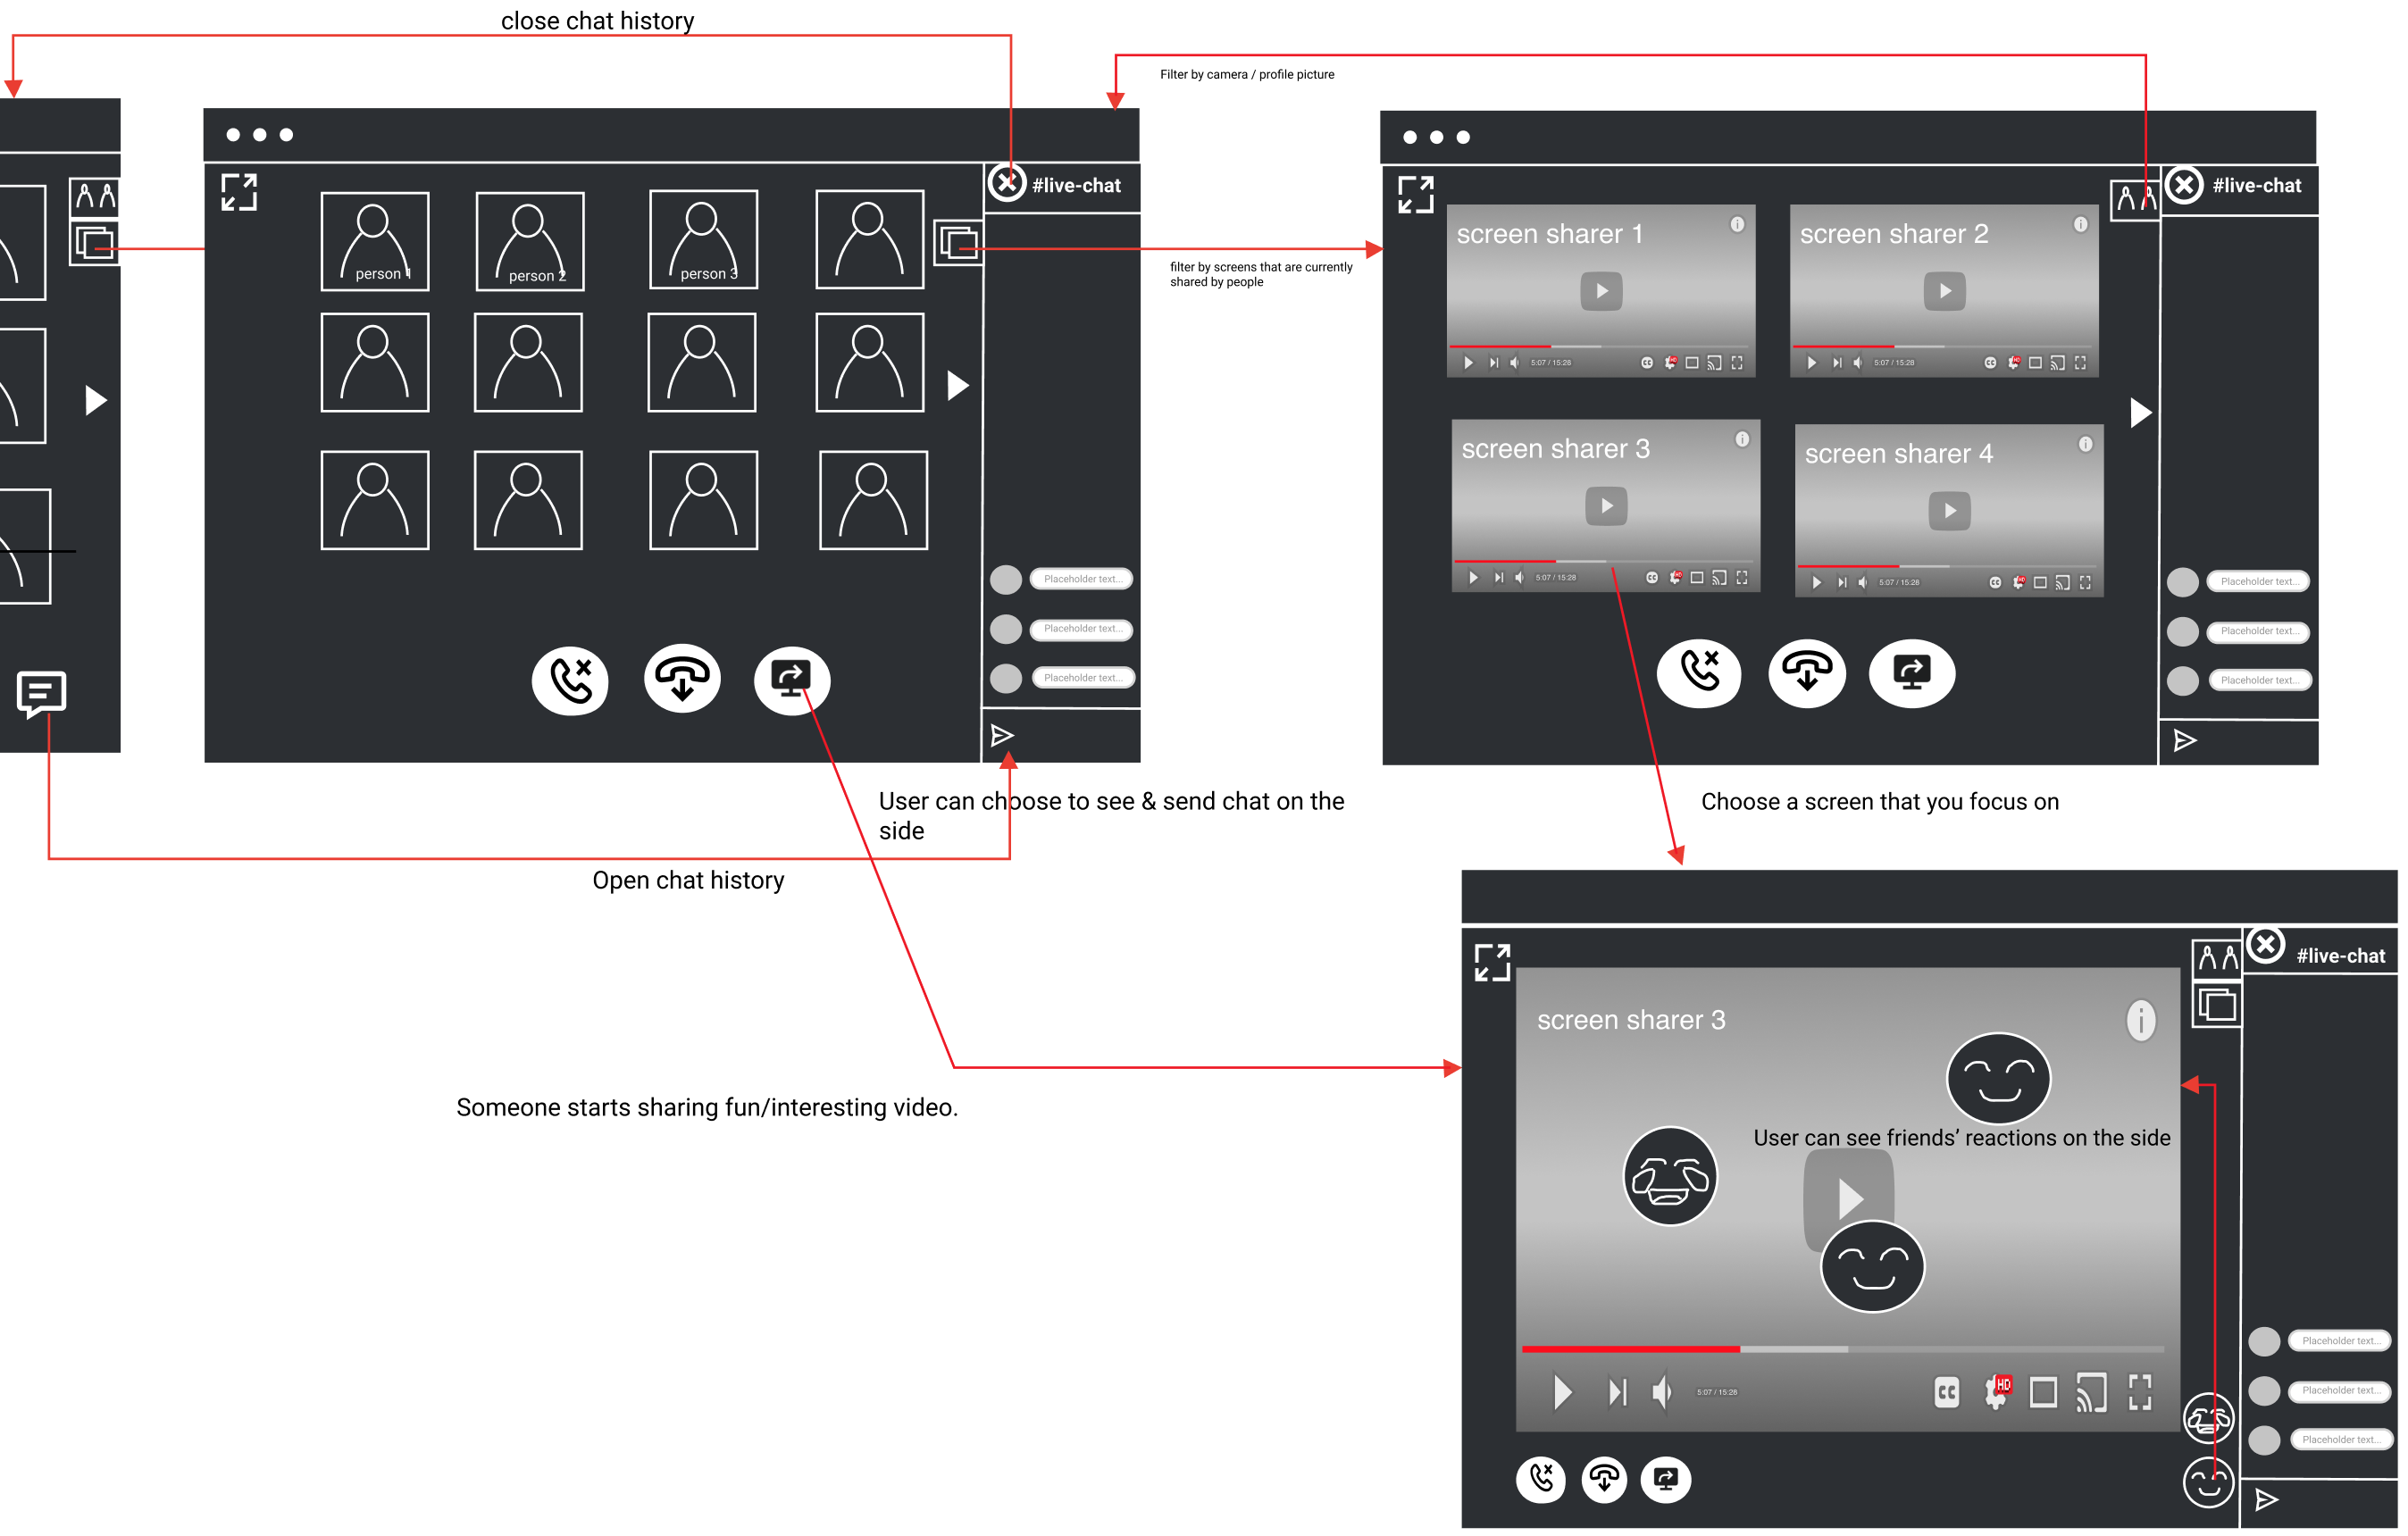 close chat history
Filter by camera / profile picture
#live-chat
#live-chat
person 1
person 2
person 3
screen sharer 1
screen sharer 2
filter by screens that are currently
shared by people
5:07 / 15:28
HD
5:07 / 15:28
HD
screen sharer 3
screen sharer 4
5:07 / 15:28
HD
5:07 / 15:28
HD
Placeholder text...
Placeholder text...
Placeholder text...
Placeholder text...
Placeholder text...
Placeholder text...
User can choose to see & send chat on the
side
Choose a screen that you focus on
Open chat history
#live-chat
screen sharer 3
Someone starts sharing fun/interesting video.
User can see friends’ reactions on the side
Placeholder text...
5:07 / 15:28
CC
HD
Placeholder text...
Placeholder text...